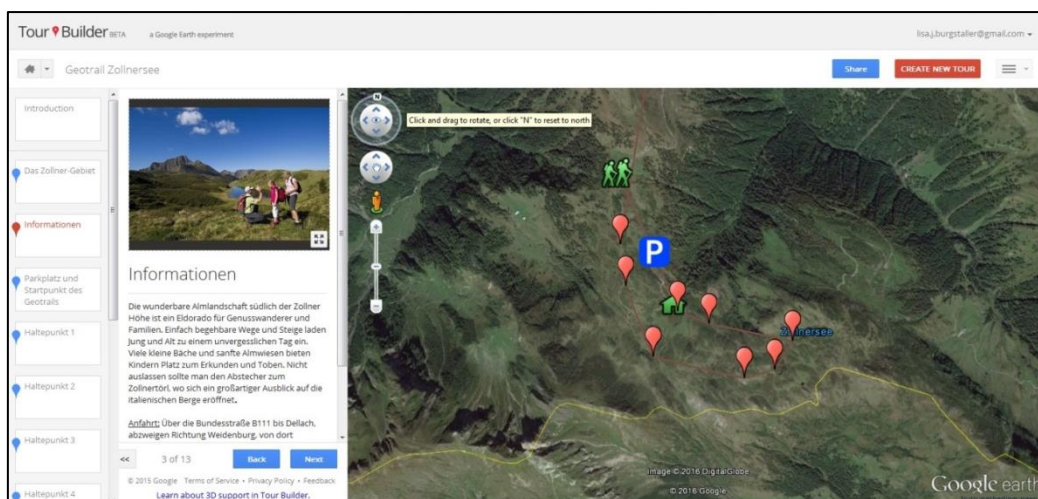 Tour Builder BETA a Google Earth experiment
lisa.j.burgstaller@gmail.com
Geotrail Zollnersee
Share
CREATE NEW TOUR
Introduction
Das Zollner-Gebiet
Informationen
Parkplatz und
Startpunkt des
Geotrails
Haltepunkt 1
Haltepunkt 2
Haltepunkt 3
Haltepunkt 4
Informationen
Die wunderbare Almlandschaft südlich der Zollner
Höhe ist ein Eldorado für Genusswanderer und
Familien. Einfach begehbare Wege und Steige laden
Jung und Alt zu einem unvergesslichen Tag ein.
Viele kleine Bäche und sanfte Almwiesen bieten
Kindern Platz zum Erkunden und Toben. Nicht
auslassen sollte man den Abstecher zum
Zollnertörl, wo sich ein großartiger Ausblick auf die
italienischen Berge eröffnet.
Anfahrt: Über die Bundesstraße B111 bis Dellach,
abzweigen Richtung Weidenburg, von dort
<< 3 of 13 Back Next
© 2015 Google Terms of Service • Privacy Policy • Feedback
Learn about 3D support in Tour Builder.
N
Click and drag to rotate, or click "N" to reset to north
P
Zollnersee
Image © 2016 DigitalGlobe
© 2016 Google
Google earth